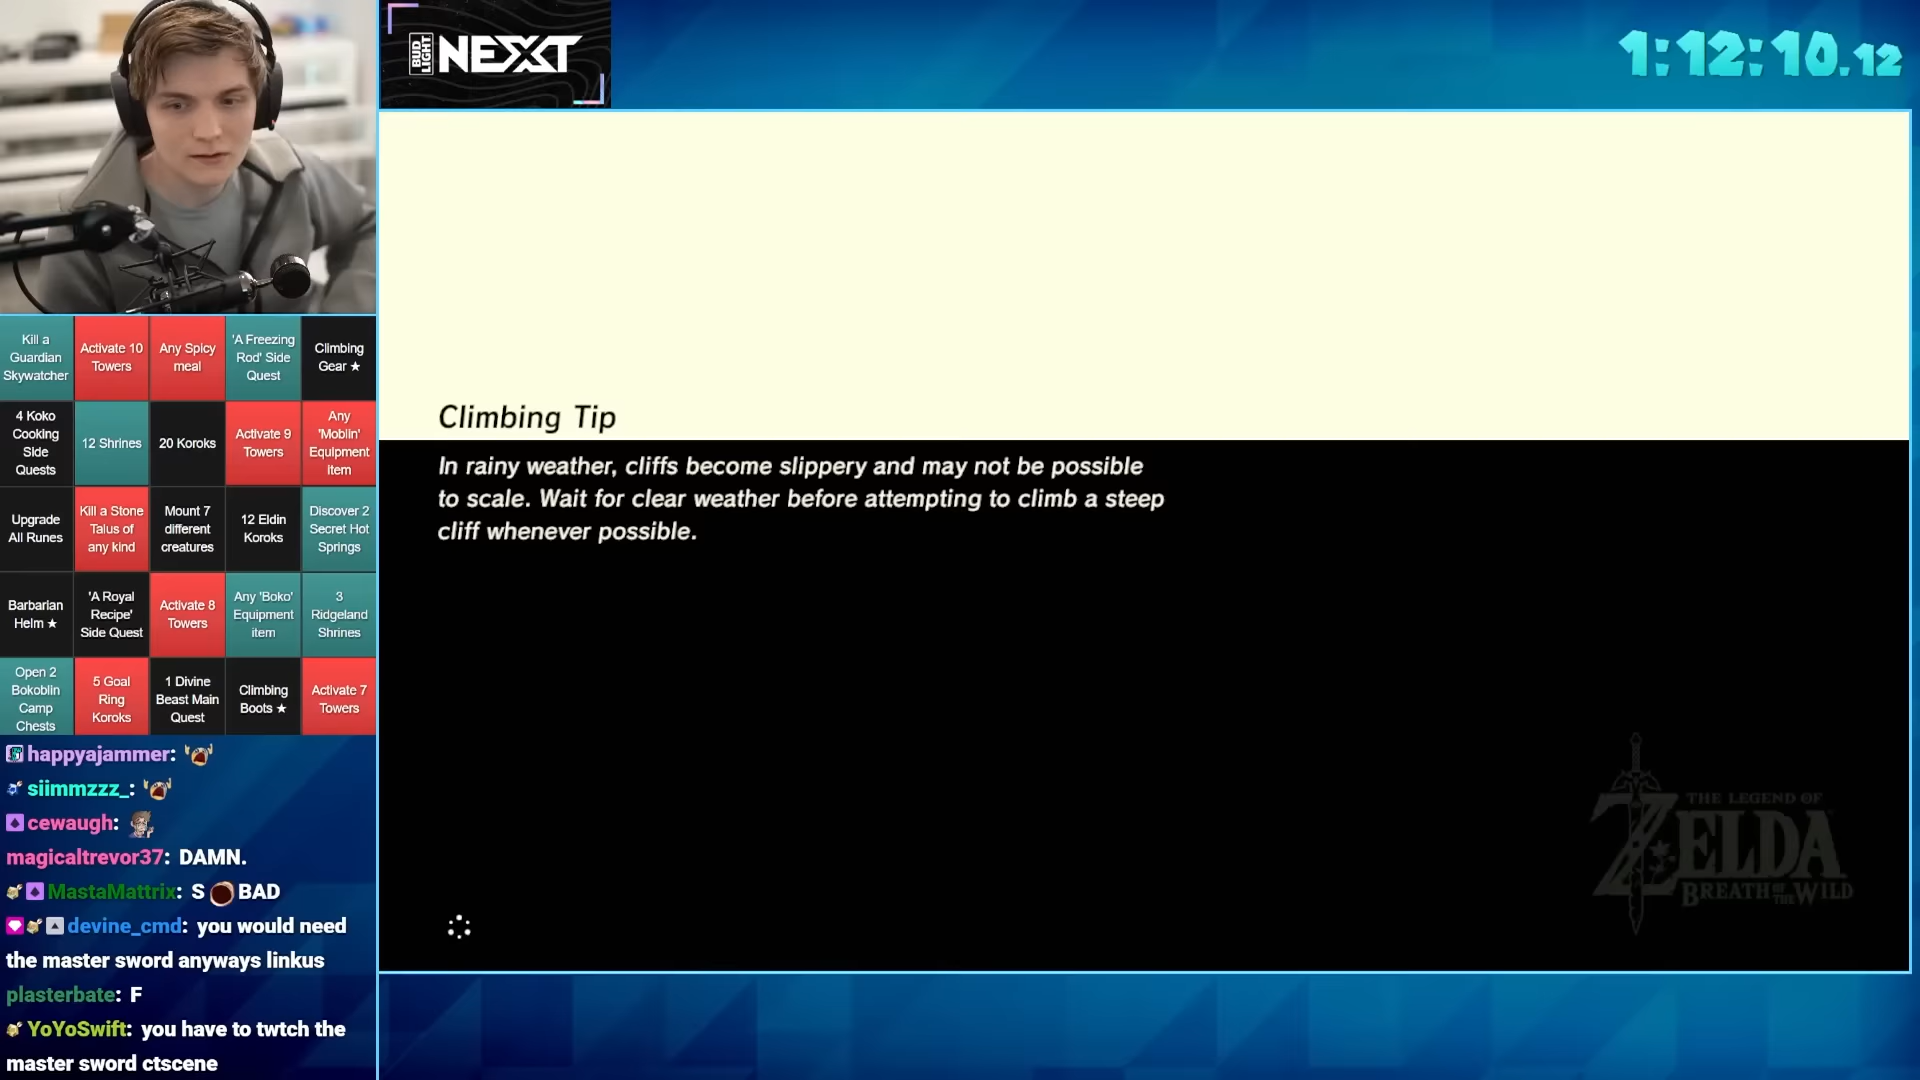 BUD LIGHT
NEXT
1:12:10.12
Kill a
Guardian
Skywatcher
Activate 10
Towers
Any Spicy
meal
'A Freezing
Rod' Side
Quest
Climbing
Gear ★
4 Koko
Cooking
Side
Quests
12 Shrines
20 Koroks
Activate 9
Towers
Any
'Moblin'
Equipment
Item
Upgrade
All Runes
Kill a Stone
Talus of
any kind
Mount 7
different
creatures
12 Eldin
Koroks
Discover 2
Secret Hot
Springs
Barbarian
Helm ★
'A Royal
Recipe'
Side Quest
Activate 8
Towers
Any 'Boko'
Equipment
item
3
Ridgeland
Shrines
Open 2
Bokoblin
Camp
Chests
5 Goal
Ring
Koroks
1 Divine
Beast Main
Quest
Climbing
Boots ★
Activate 7
Towers
happyajammer:
siimmzzz_:
cewaugh:
magicaltrevor37: DAMN.
MastaMattrix: S BAD
devine_cmd: you would need
the master sword anyways linkus
plasterbate: F
YoYoSwift: you have to twtch the
master sword ctscene
Climbing Tip
In rainy weather, cliffs become slippery and may not be possible
to scale. Wait for clear weather before attempting to climb a steep
cliff whenever possible.
THE LEGEND OF
ZELDA
BREATH OF THE WILD